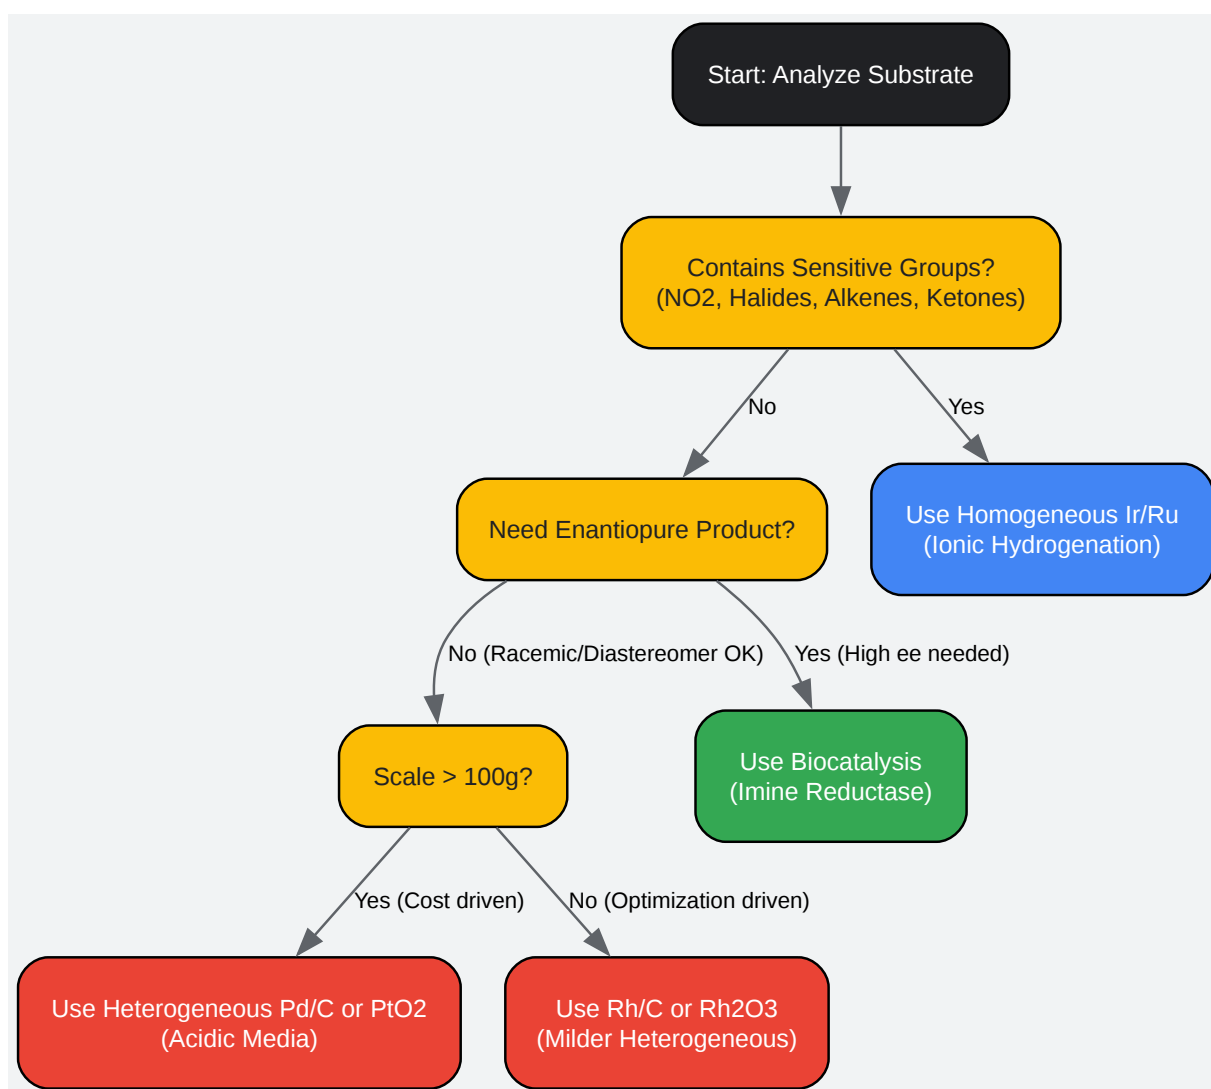 Start: Analyze Substrate
Contains Sensitive Groups?
(NO2, Halides, Alkenes, Ketones)
No
Yes
Need Enantiopure Product?
Use Homogeneous Ir/Ru
(Ionic Hydrogenation)
No (Racemic/Diastereomer OK)
Yes (High ee needed)
Scale > 100g?
Use Biocatalysis
(Imine Reductase)
Yes (Cost driven)
No (Optimization driven)
Use Heterogeneous Pd/C or PtO2
(Acidic Media)
Use Rh/C or Rh2O3
(Milder Heterogeneous)